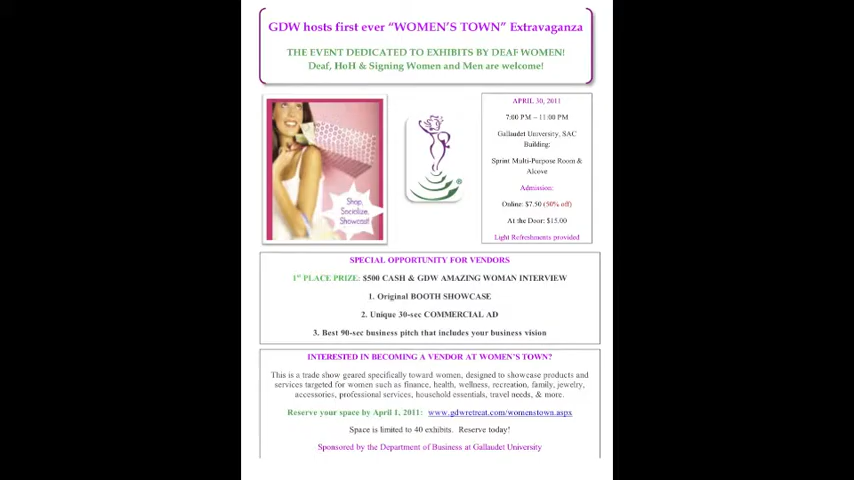 GDW hosts first ever “WOMEN’S TOWN” Extravaganza
THE EVENT DEDICATED TO EXHIBITS BY DEAF WOMEN!
Deaf, HoH & Signing Women and Men are welcome!
Shop,
Socialize,
Showcase!
®
APRIL 30, 2011
7:00 PM – 11:00 PM
Gallaudet University, SAC
Building:
Sprint Multi-Purpose Room &
Alcove
Admission:
Online: $7.50 (50% off)
At the Door: $15.00
Light Refreshments provided
SPECIAL OPPORTUNITY FOR VENDORS
1st PLACE PRIZE: $500 CASH & GDW AMAZING WOMAN INTERVIEW
1. Original BOOTH SHOWCASE
2. Unique 30-sec COMMERCIAL AD
3. Best 90-sec business pitch that includes your business vision
INTERESTED IN BECOMING A VENDOR AT WOMEN’S TOWN?
This is a trade show geared specifically toward women, designed to showcase products and
services targeted for women such as finance, health, wellness, recreation, family, jewelry,
accessories, professional services, household essentials, travel needs, & more.
Reserve your space by April 1, 2011: www.gdwretreat.com/womenstown.aspx
Space is limited to 40 exhibits. Reserve today!
Sponsored by the Department of Business at Gallaudet University